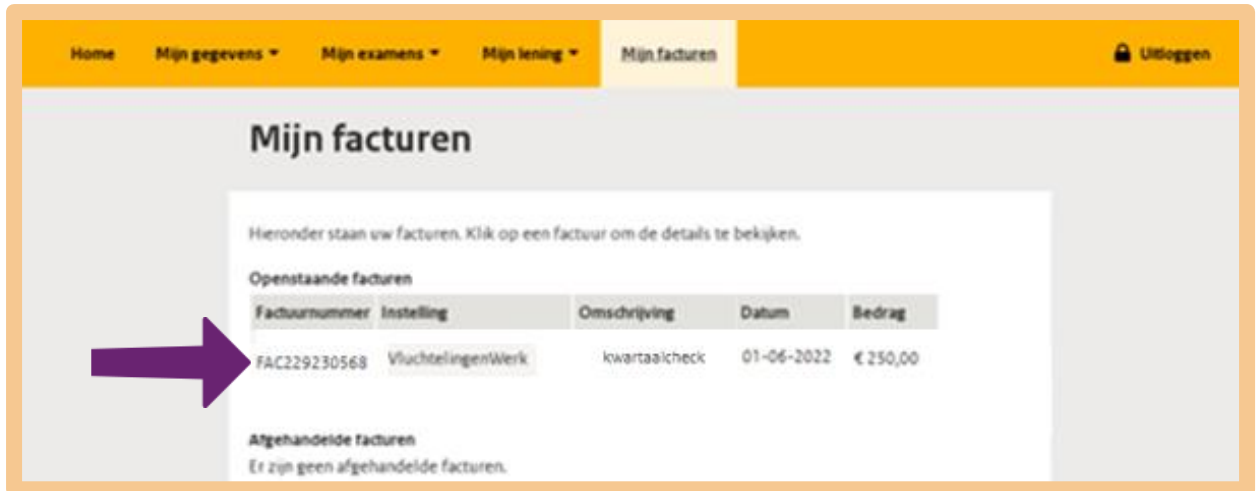 Home Mijn gegevens Mijn examens Mijn lening Mijn facturen Uitloggen
Mijn facturen
Hieronder staan uw facturen. Klik op een factuur om de details te bekijken.
Openstaande facturen
Factuurnummer Instelling Omschrijving Datum Bedrag
FAC229230568 VluchtelingenWerk kwartaalcheck 01-06-2022 € 250,00
Afgehandelde facturen
Er zijn geen afgehandelde facturen.